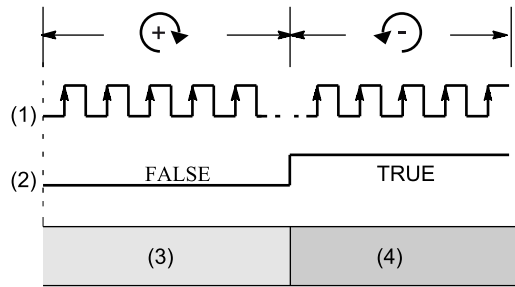 + -
(1)
(2) FALSE TRUE
(3) (4)